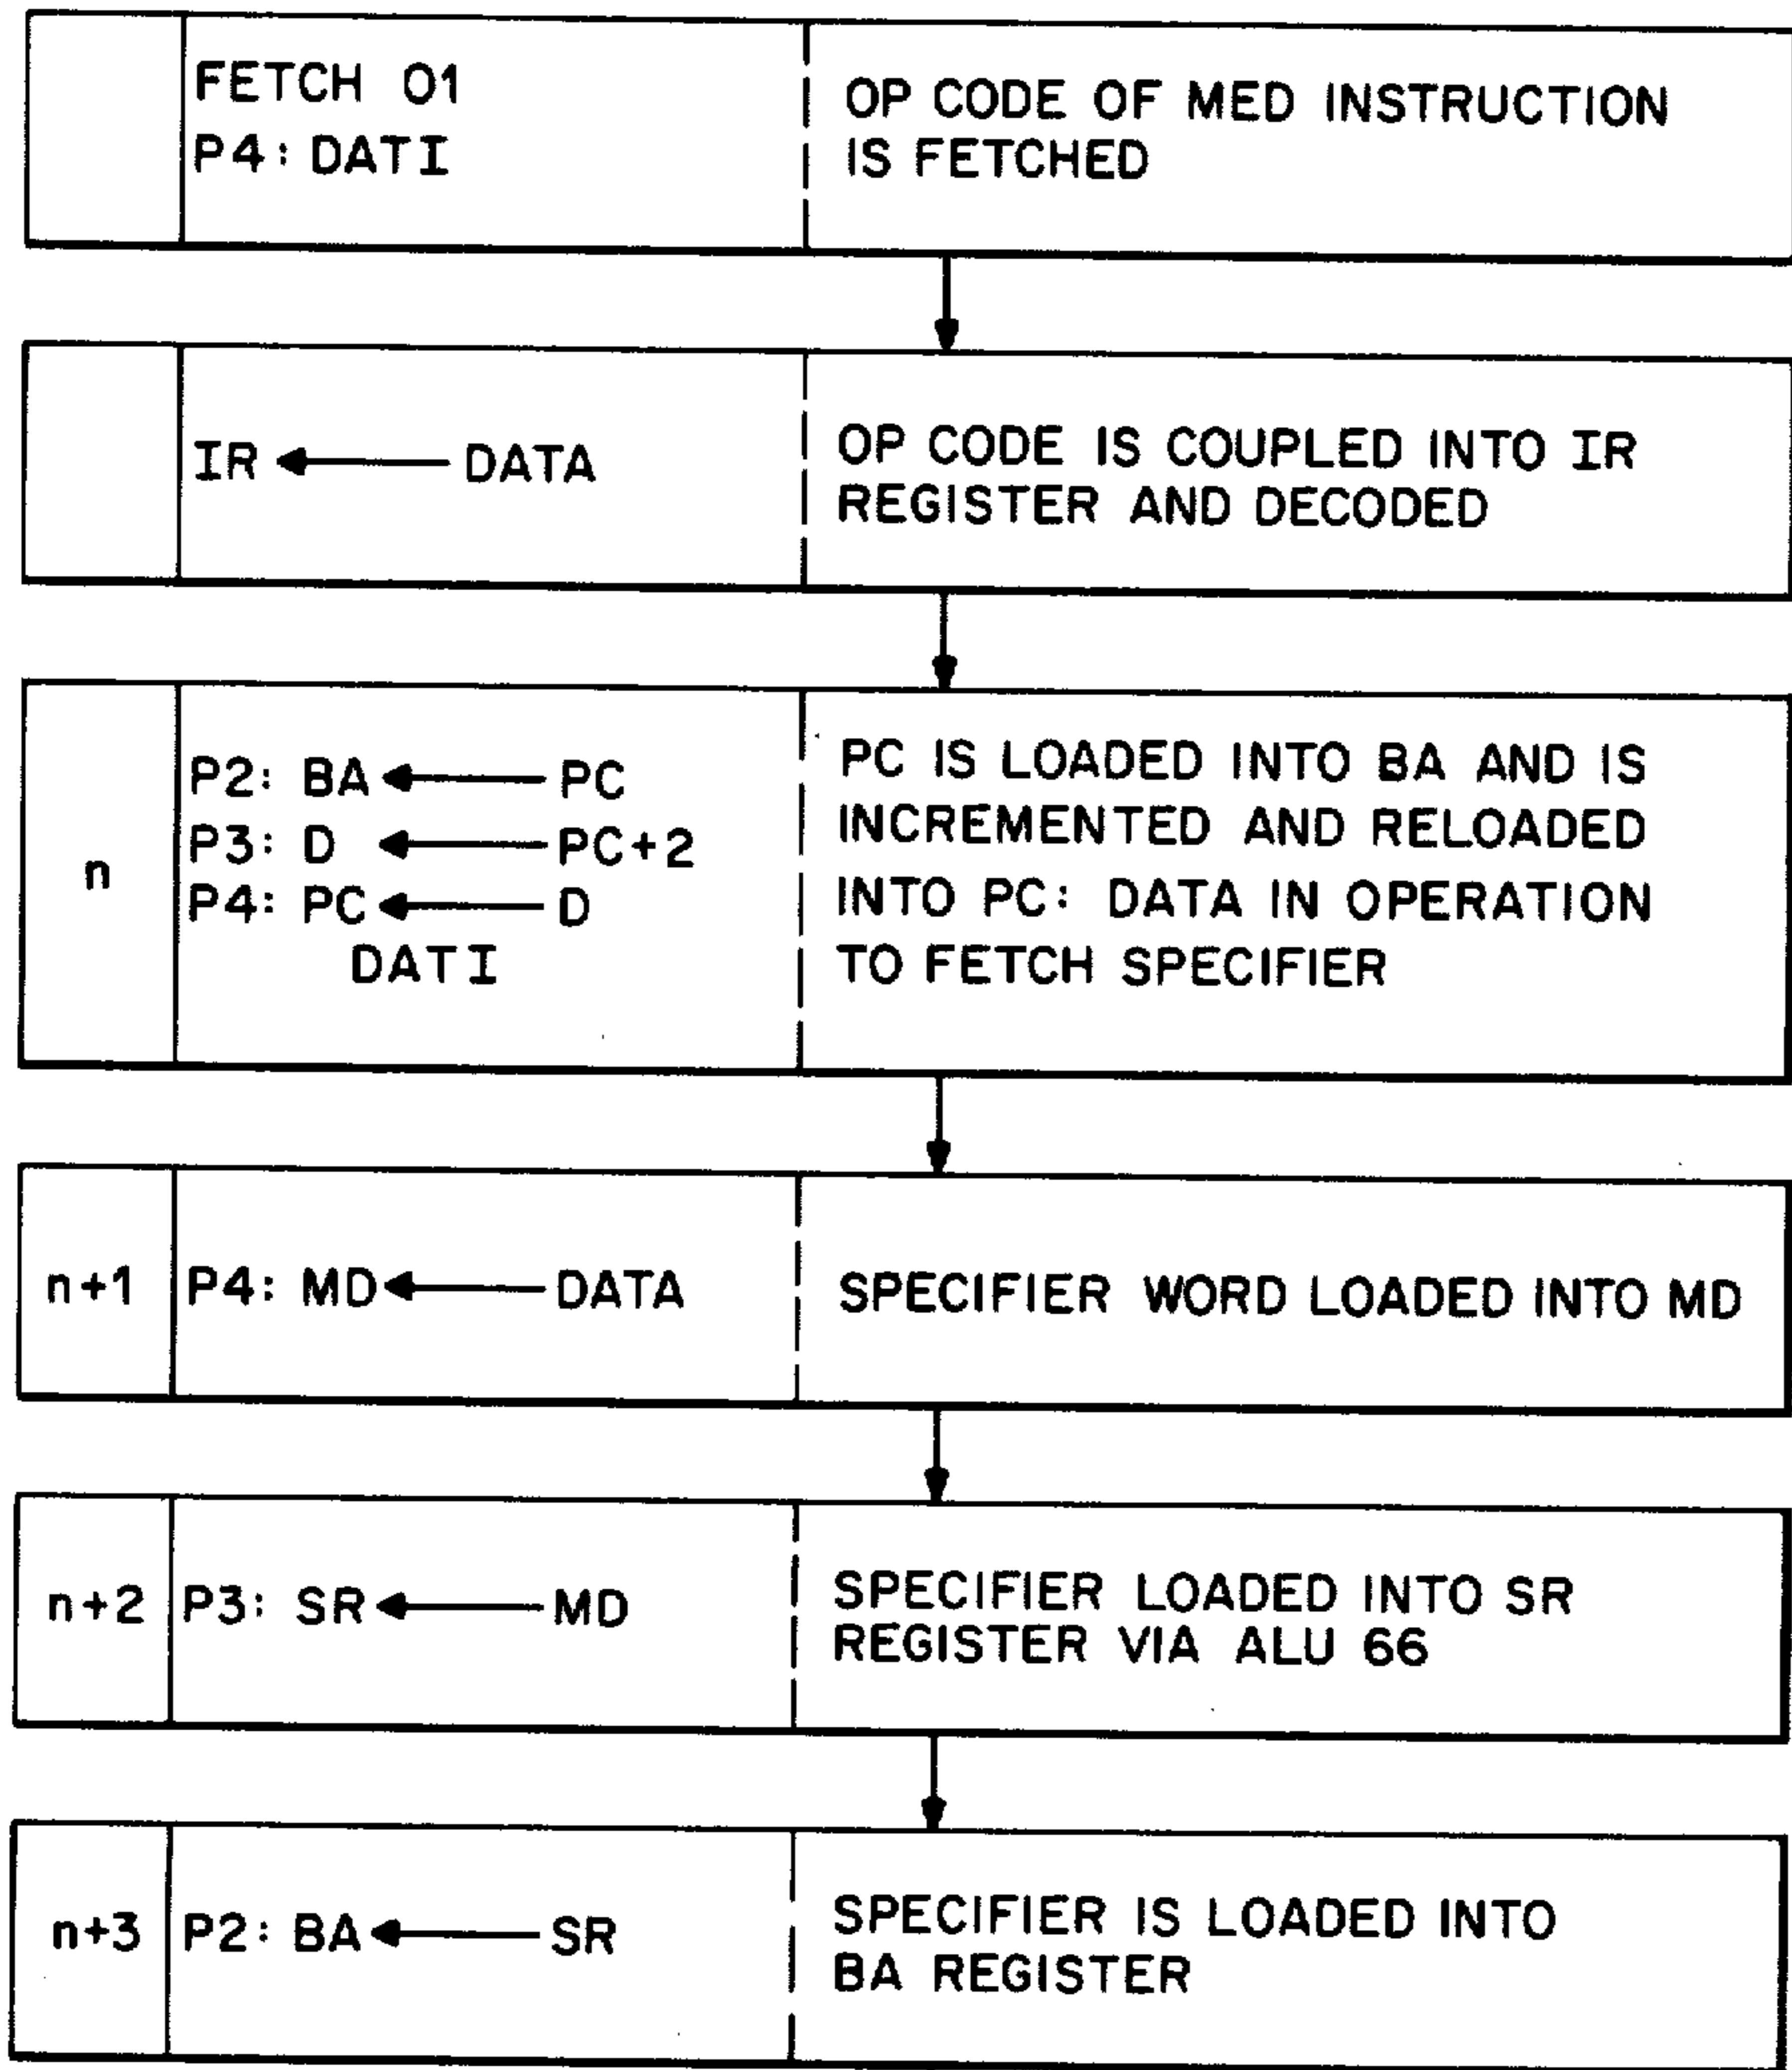 FETCH 01
P4: DATI
OP CODE OF MED INSTRUCTION
IS FETCHED
IR ← DATA
OP CODE IS COUPLED INTO IR
REGISTER AND DECODED
n
P2: BA ← PC
P3: D ← PC+2
P4: PC ← D
DATI
PC IS LOADED INTO BA AND IS
INCREMENTED AND RELOADED
INTO PC: DATA IN OPERATION
TO FETCH SPECIFIER
n+1
P4: MD ← DATA
SPECIFIER WORD LOADED INTO MD
n+2
P3: SR ← MD
SPECIFIER LOADED INTO SR
REGISTER VIA ALU 66
n+3
P2: BA ← SR
SPECIFIER IS LOADED INTO
BA REGISTER